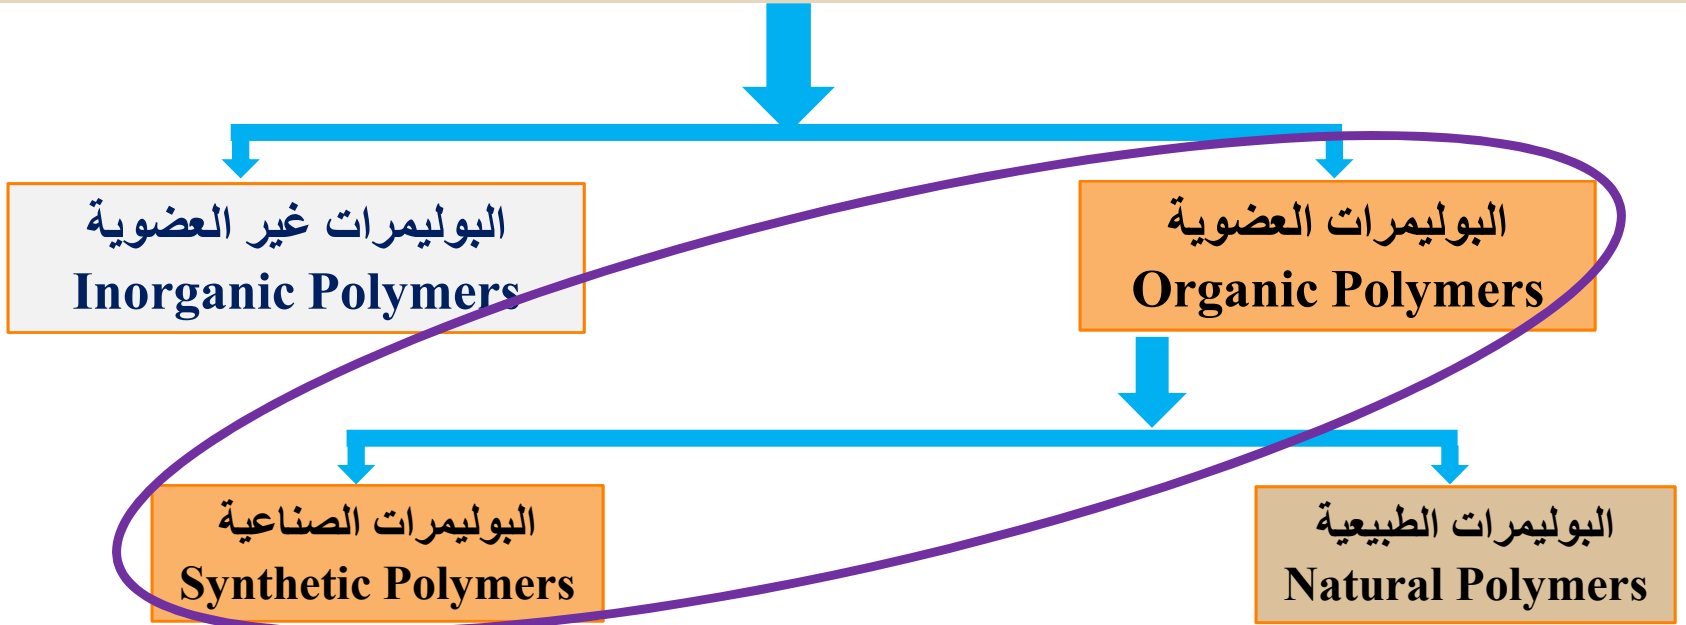 البوليمرات غير العضوية
Inorganic Polymers
البوليمرات العضوية
Organic Polymers
البوليمرات الصناعية
Synthetic Polymers
البوليمرات الطبيعية
Natural Polymers